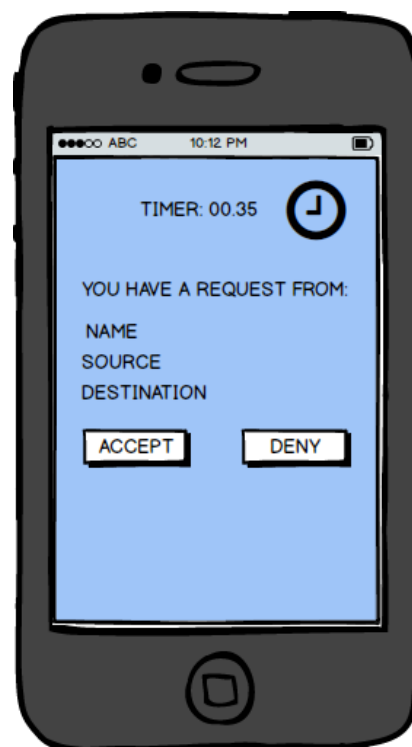 ABC 10:12 PM
TIMER: 00.35
YOU HAVE A REQUEST FROM:
NAME
SOURCE
DESTINATION
ACCEPT DENY